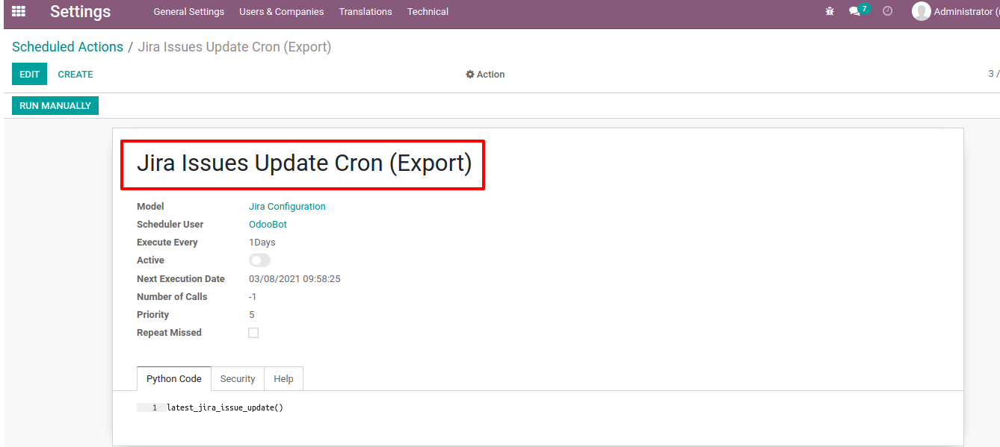 Settings General Settings Users & Companies Translations Technical 7 Administrator (
Scheduled Actions / Jira Issues Update Cron (Export)
EDIT CREATE Action 3 /
RUN MANUALLY
Jira Issues Update Cron (Export)
Model Jira Configuration
Scheduler User OdooBot
Execute Every 1Days
Active
Next Execution Date 03/08/2021 09:58:25
Number of Calls -1
Priority 5
Repeat Missed
Python Code Security Help
1 latest_jira_issue_update()